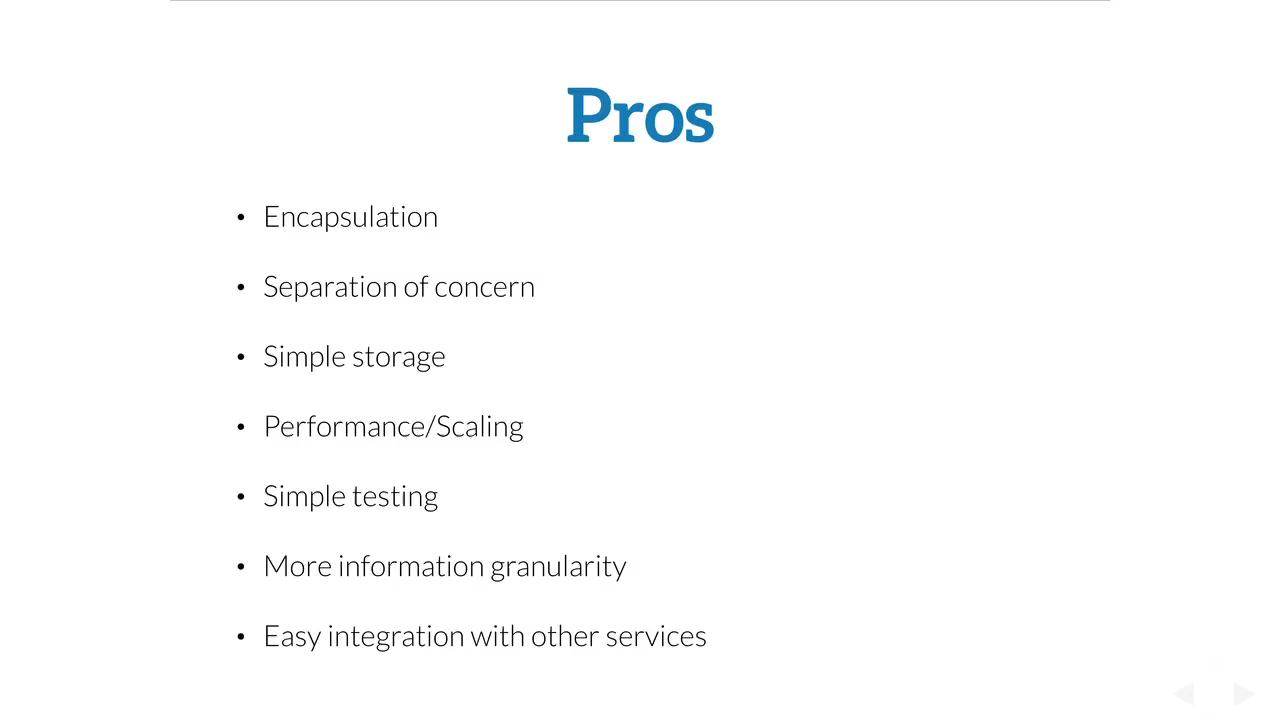 Pros
• Encapsulation
• Separation of concern
• Simple storage
• Performance/Scaling
• Simple testing
• More information granularity
• Easy integration with other services